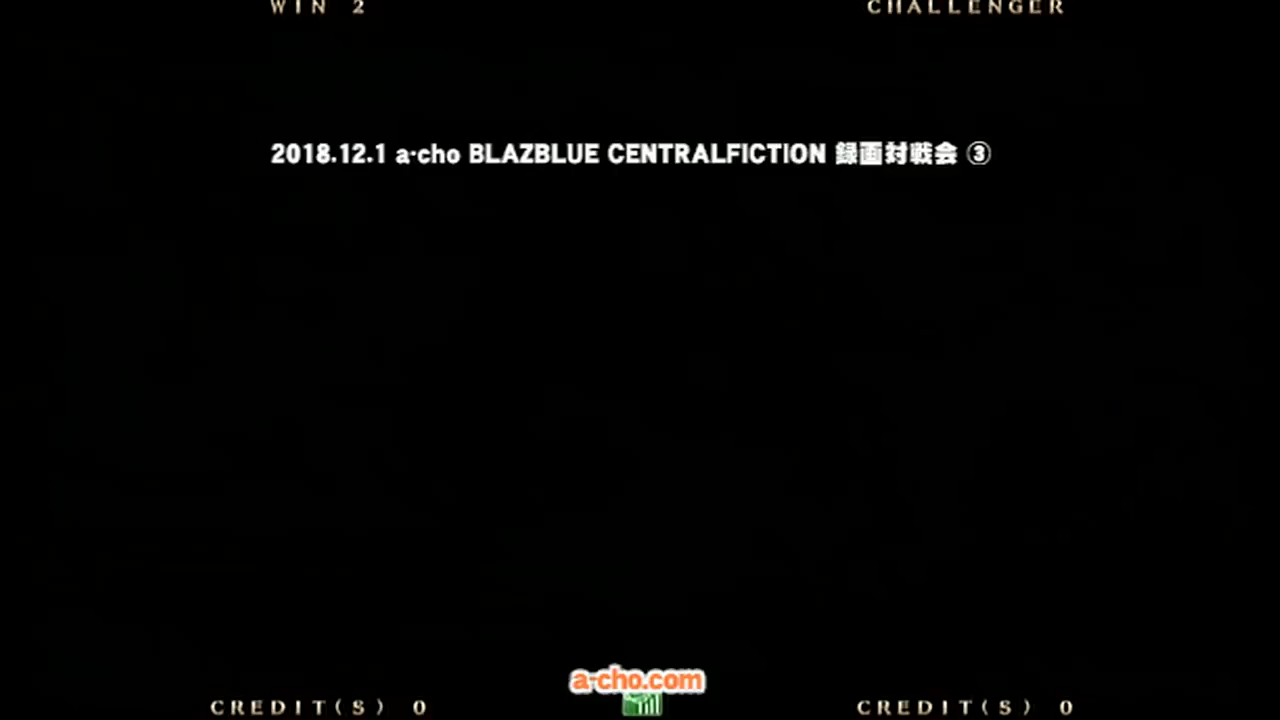 WIN 2 CHALLENGER
2018.12.1 a-cho BLAZBLUE CENTRALFICTION 録画対戦会 ③
a-cho.com
CREDIT(S) 0 CREDIT(S) 0